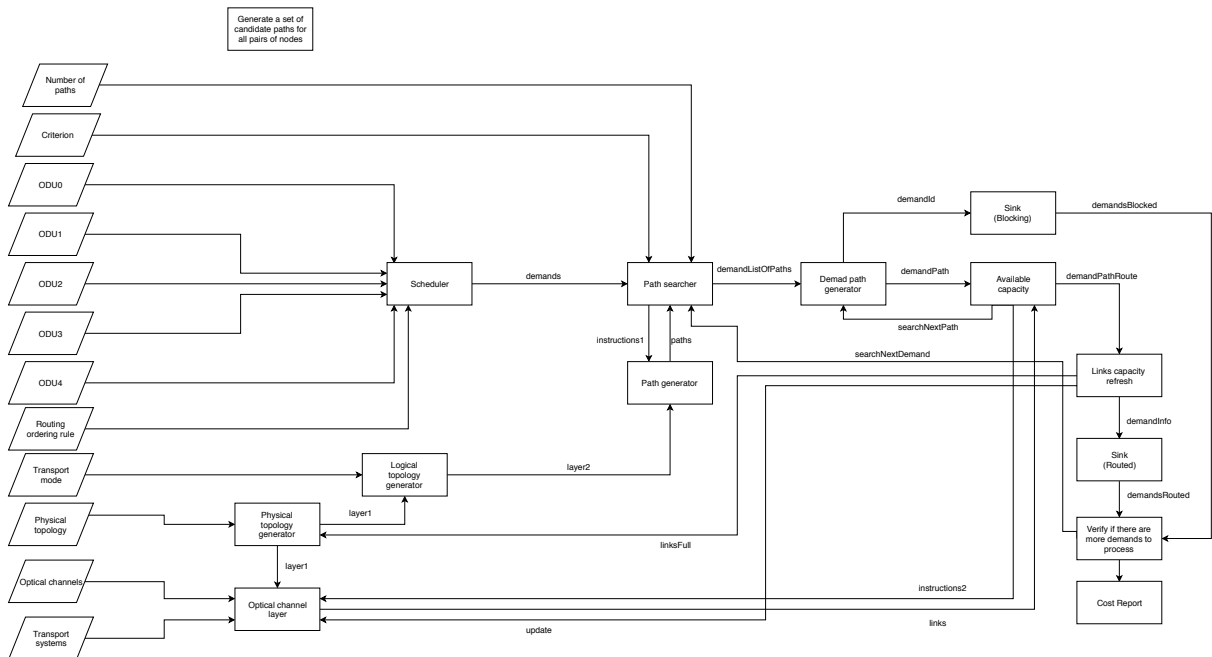 Generate a set of
candidate paths for
all pairs of nodes
Number of
paths
Criterion
ODU0
ODU1
ODU2
ODU3
ODU4
Routing
ordering rule
Transport
mode
Physical
topology
Optical channels
Transport
systems
Scheduler
demands
Path searcher
instructions1
paths
Path generator
Logical
topology
generator
layer2
Physical
topology
generator
layer1
layer1
Optical channel
layer
demandListOfPaths
Demad path
generator
demandId
Sink
(Blocking)
demandsBlocked
demandPath
Available
capacity
demandPathRoute
searchNextPath
searchNextDemand
Links capacity
refresh
demandInfo
Sink
(Routed)
demandsRouted
Verify if there are
more demands to
process
Cost Report
linksFull
instructions2
links
update